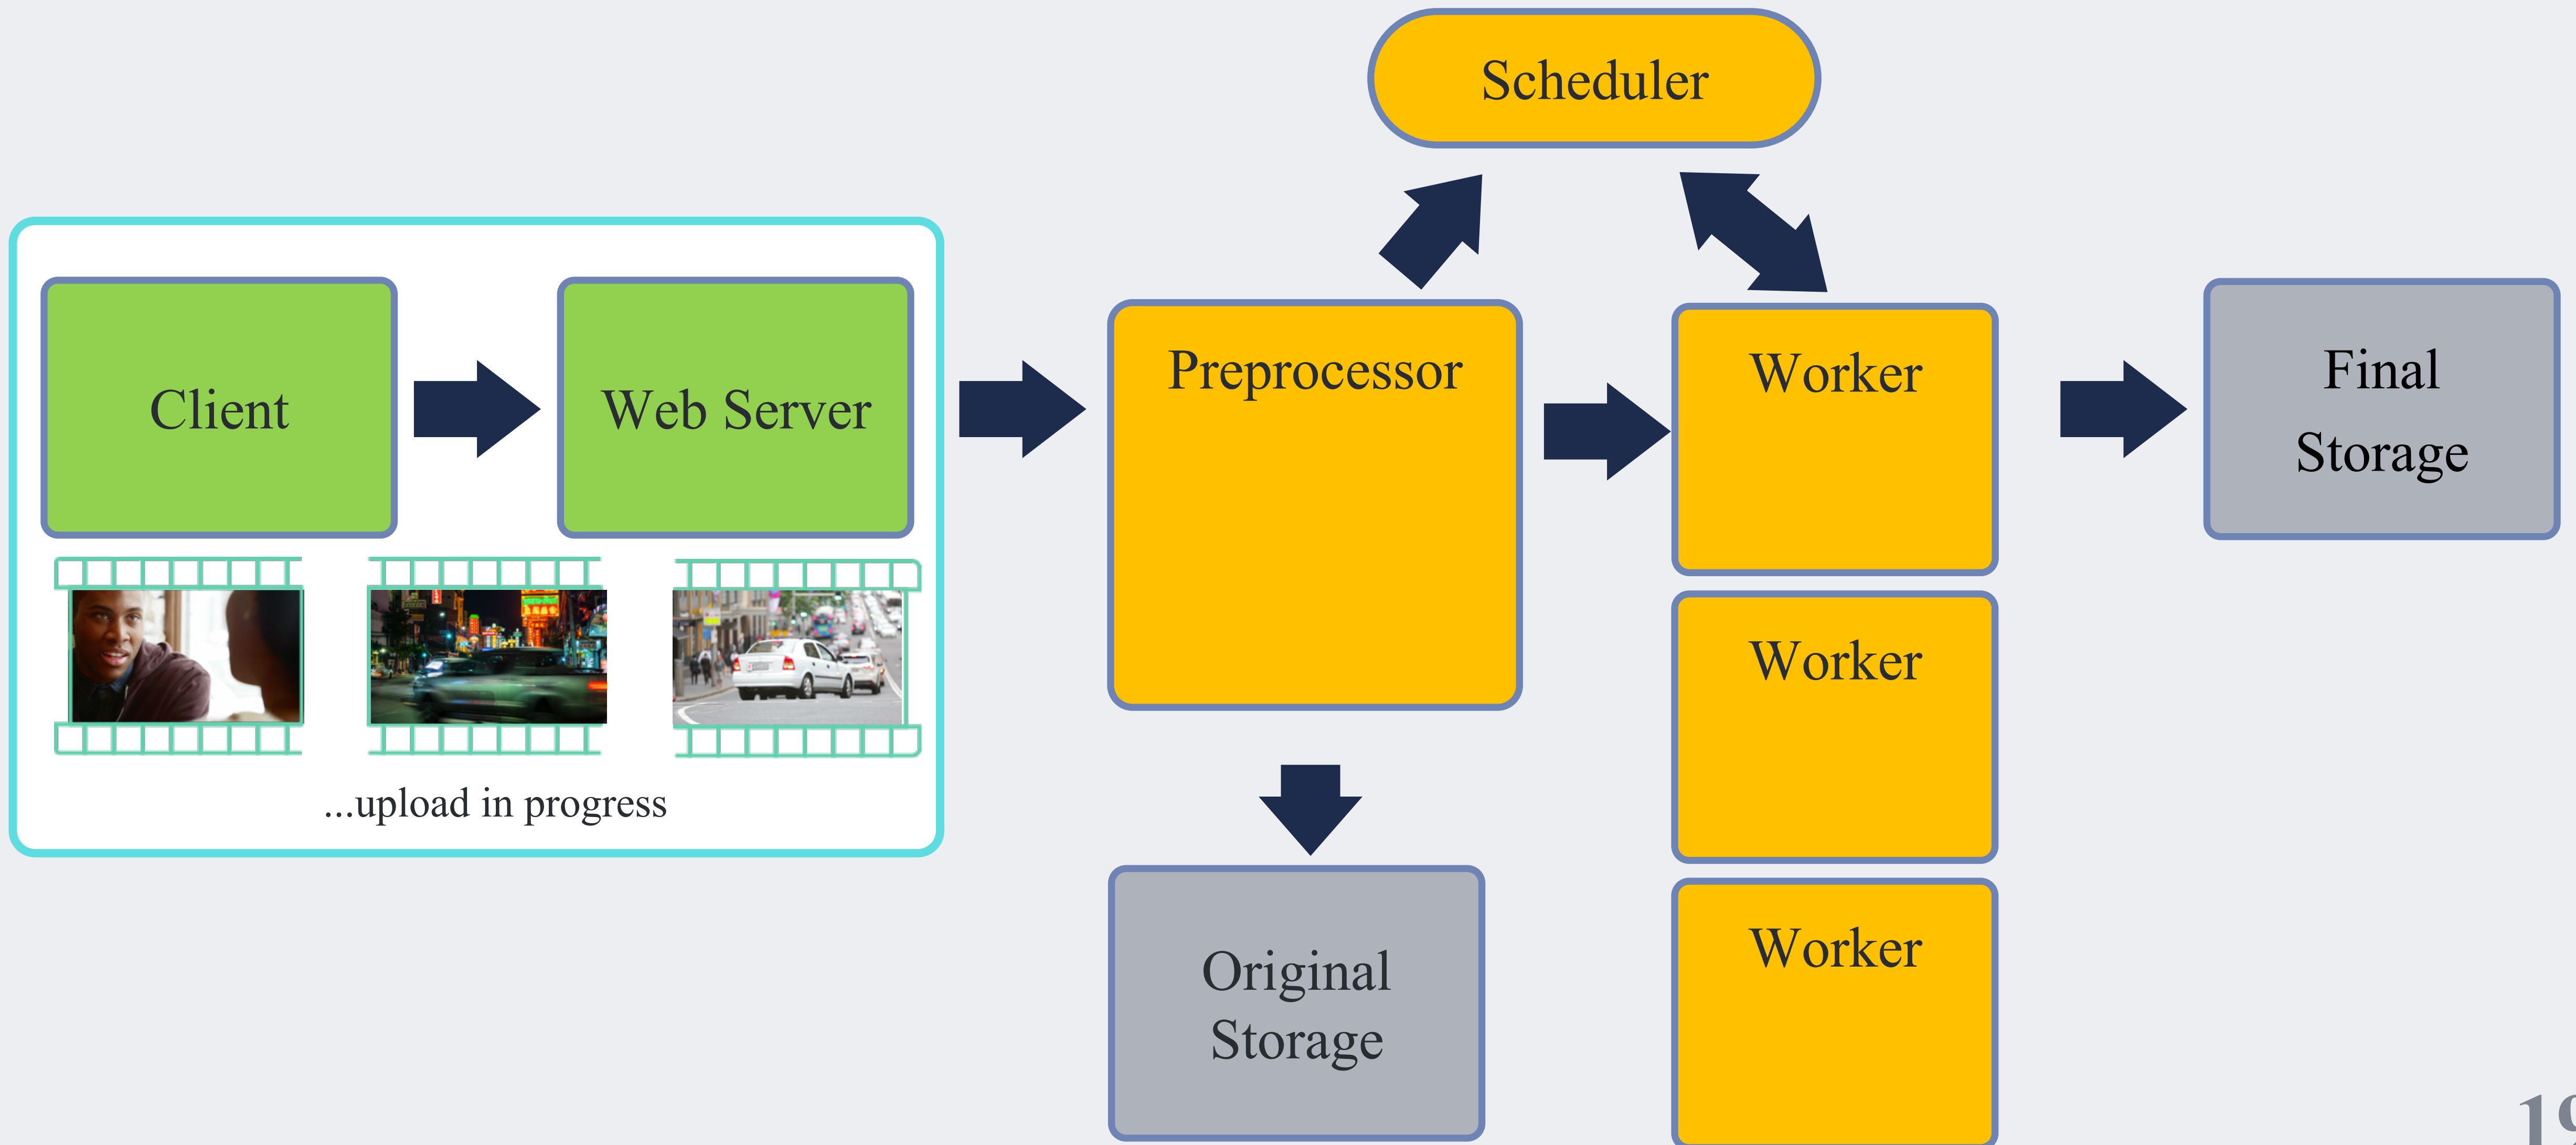 Scheduler
Client
Web Server
Preprocessor
Worker
Final
Storage
...upload in progress
Worker
Original
Storage
Worker